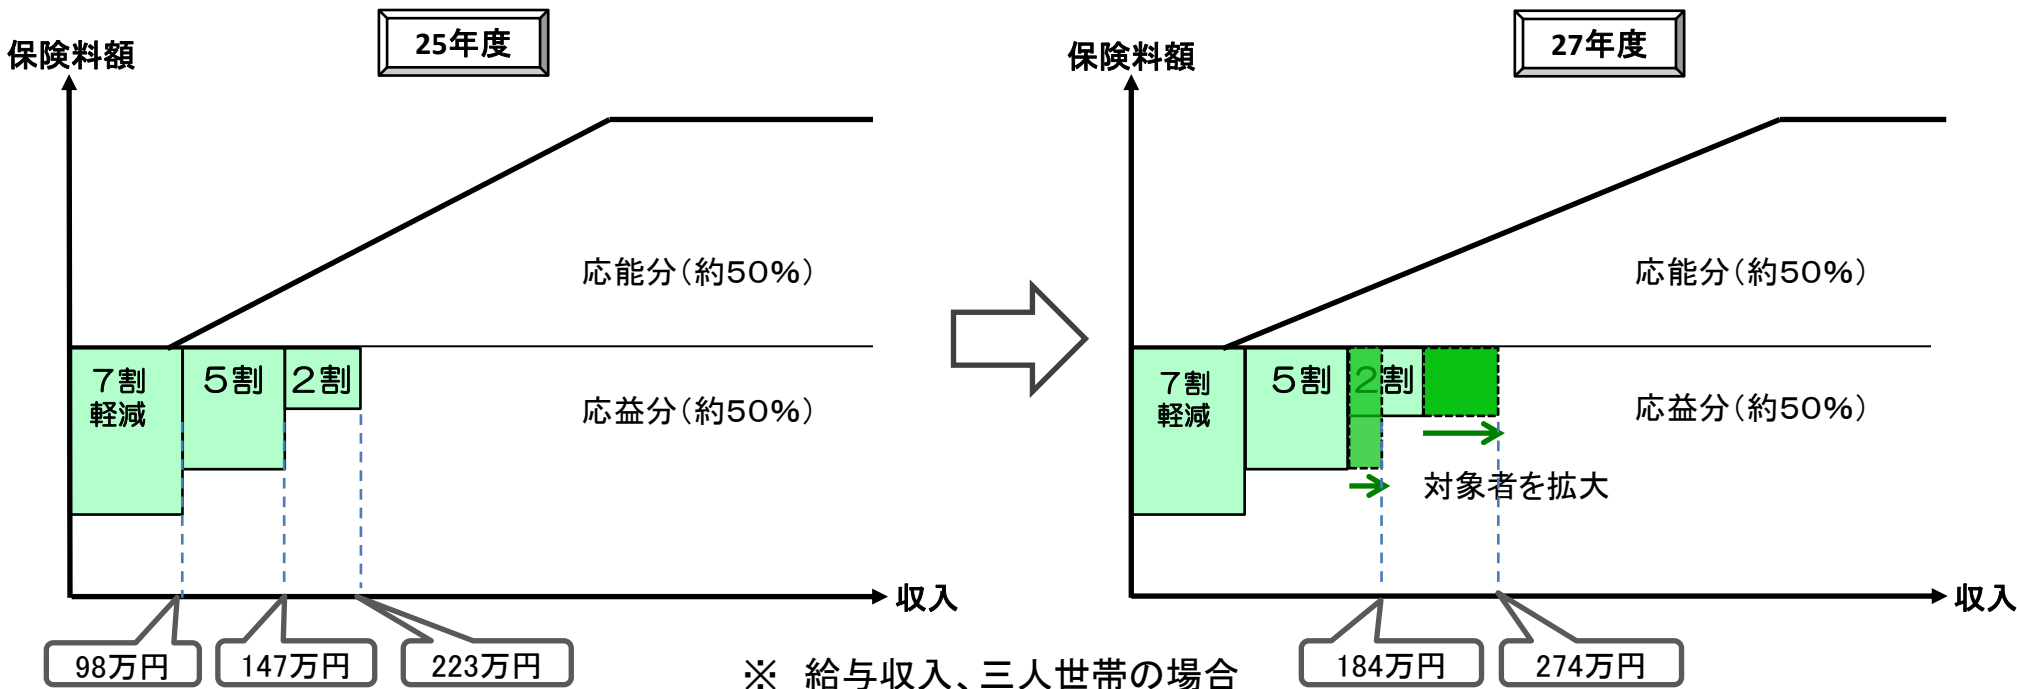 25年度
保険料額
応能分(約50%)
7割
軽減
5割
2割
応益分(約50%)
収入
98万円
147万円
223万円
27年度
保険料額
応能分(約50%)
7割
軽減
5割
2割
応益分(約50%)
対象者を拡大
収入
184万円
274万円
※ 給与収入、三人世帯の場合